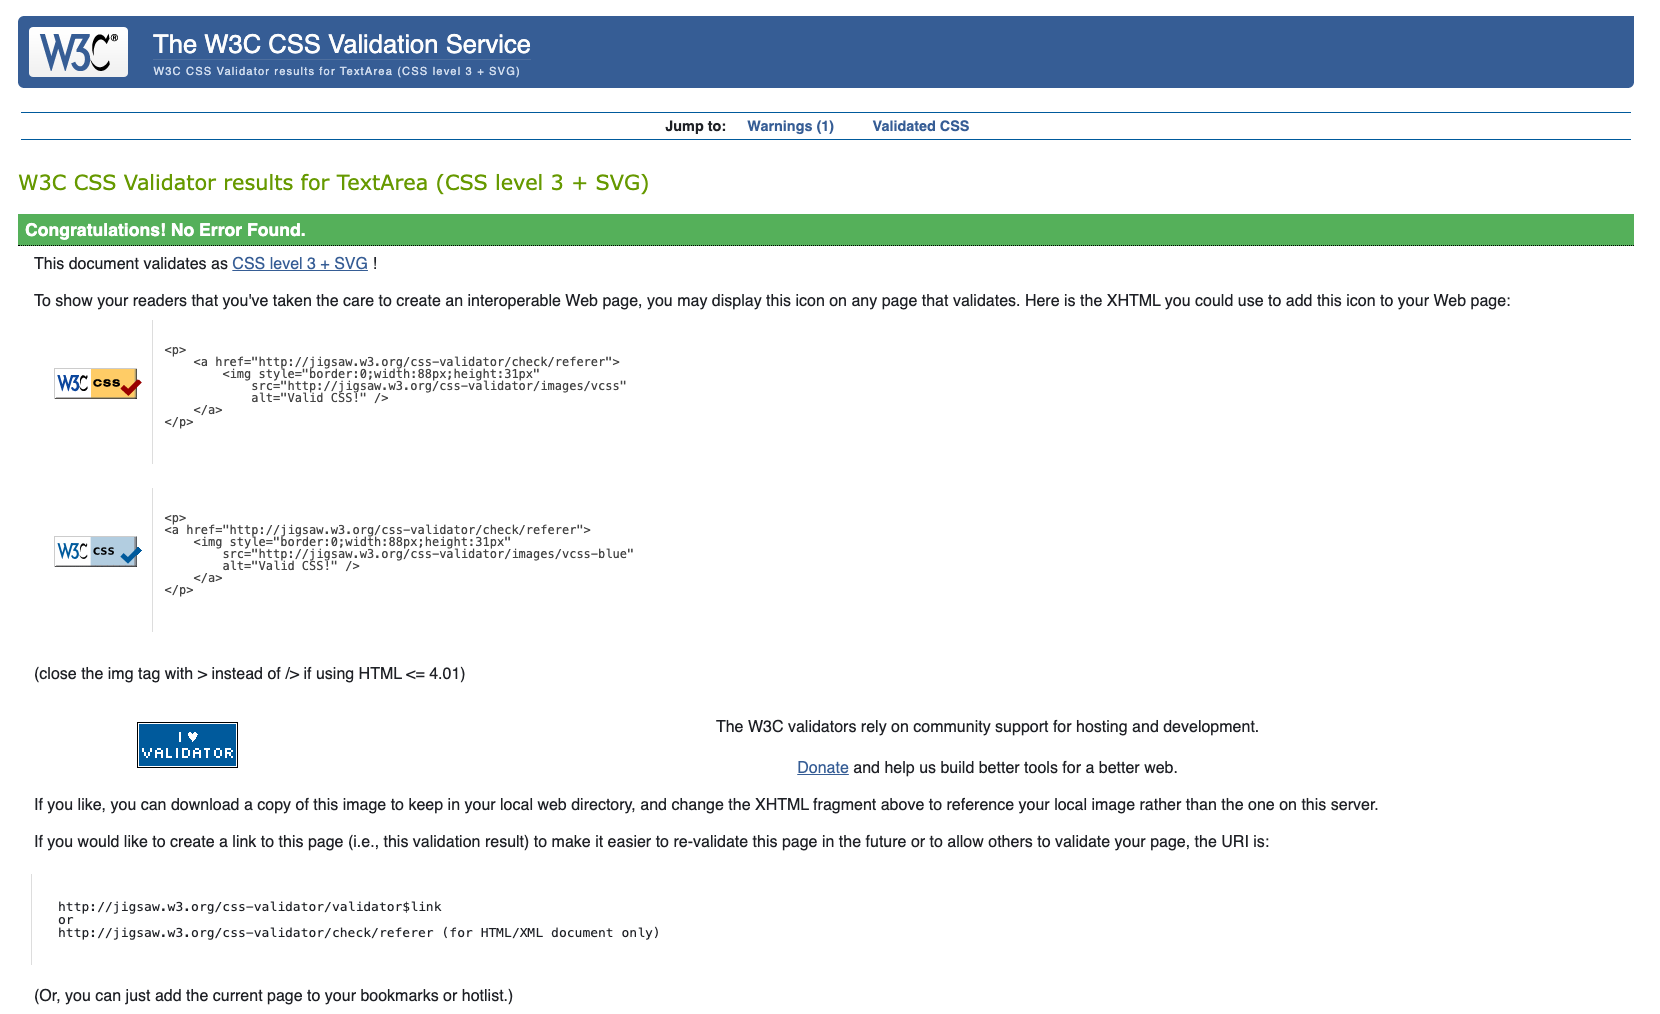 W3C®
The W3C CSS Validation Service
W3C CSS Validator results for TextArea (CSS level 3 + SVG)
Jump to: Warnings (1) Validated CSS
W3C CSS Validator results for TextArea (CSS level 3 + SVG)
Congratulations! No Error Found.
This document validates as CSS level 3 + SVG !
To show your readers that you've taken the care to create an interoperable Web page, you may display this icon on any page that validates. Here is the XHTML you could use to add this icon to your Web page:
W3C css
<p>
    <a href="http://jigsaw.w3.org/css-validator/check/referer">
        <img style="border:0;width:88px;height:31px"
            src="http://jigsaw.w3.org/css-validator/images/vcss"
            alt="Valid CSS!" />
    </a>
</p>
W3C css
<p>
<a href="http://jigsaw.w3.org/css-validator/check/referer">
    <img style="border:0;width:88px;height:31px"
        src="http://jigsaw.w3.org/css-validator/images/vcss-blue"
        alt="Valid CSS!" />
    </a>
</p>
(close the img tag with > instead of /> if using HTML <= 4.01)
I ♥
VALIDATOR
The W3C validators rely on community support for hosting and development.
Donate and help us build better tools for a better web.
If you like, you can download a copy of this image to keep in your local web directory, and change the XHTML fragment above to reference your local image rather than the one on this server.
If you would like to create a link to this page (i.e., this validation result) to make it easier to re-validate this page in the future or to allow others to validate your page, the URI is:
http://jigsaw.w3.org/css-validator/validator$link
or
http://jigsaw.w3.org/css-validator/check/referer (for HTML/XML document only)
(Or, you can just add the current page to your bookmarks or hotlist.)